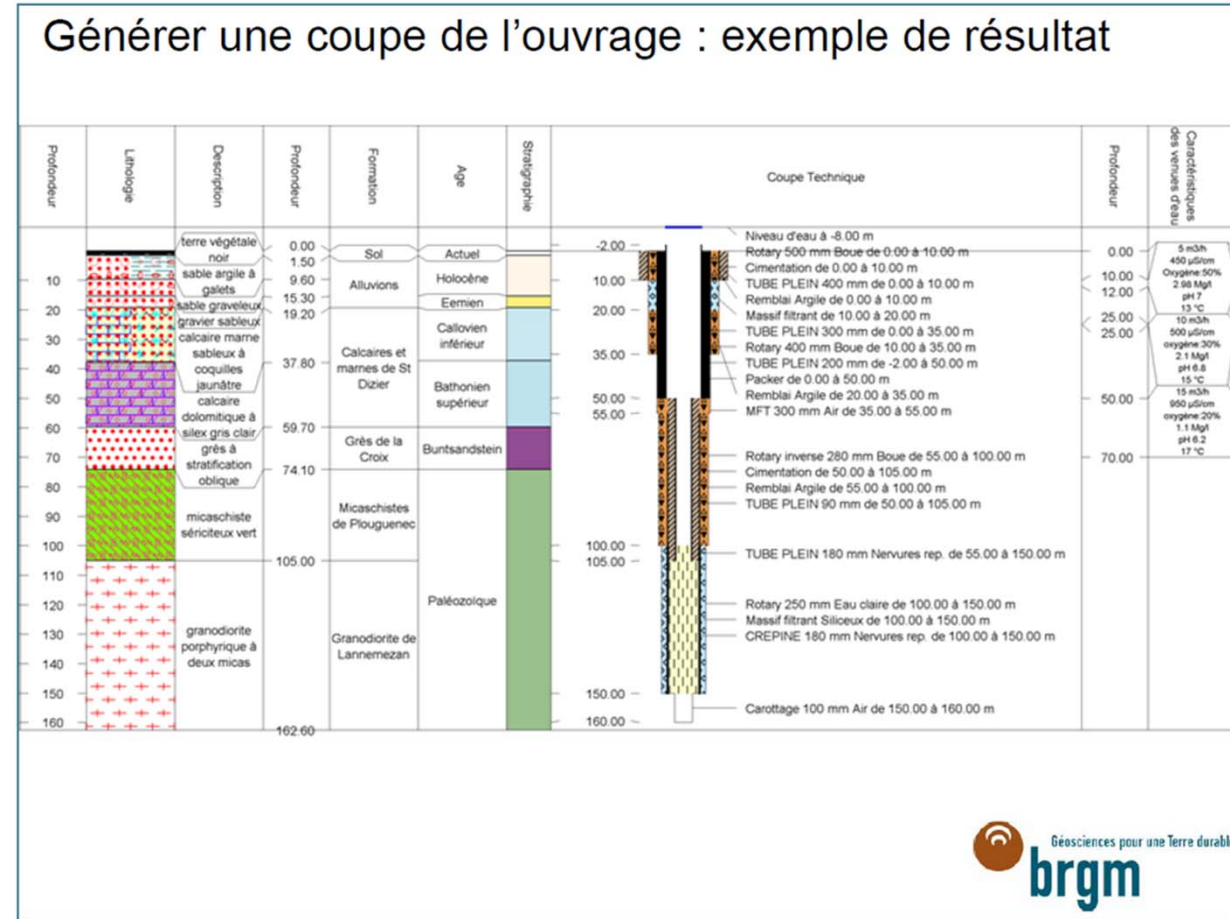 Générer une coupe de l'ouvrage : exemple de résultat
Profondeur
Lithologie
Description
Profondeur
Formation
Age
Stratigraphie
Coupe Technique
Profondeur
Caractéristiques
des venues d'eau
10
20
30
40
50
60
70
80
90
100
110
120
130
140
150
160
terre végétale
noir
sable argile à
galets
sable graveleux
gravier sableux
calcaire marne
sableux à
coquilles
jaunâtre
calcaire
dolomitique à
silex gris clair
grès à
stratification
oblique
micaschiste
sériciteux vert
granodiorite
porphyrique à
deux micas
0.00
1.50
9.60
15.30
19.20
37.80
59.70
74.10
105.00
162.60
Sol
Alluvions
Calcaires et
marnes de St
Dizier
Grès de la
Croix
Micaschistes
de Plouguenec
Granodiorite de
Lannemezan
Actuel
Holocène
Eemien
Callovien
inférieur
Bathonien
supérieur
Buntsandstein
Paléozoïque
-2.00
10.00
20.00
35.00
50.00
55.00
100.00
105.00
150.00
160.00
Niveau d'eau à -8.00 m
Rotary 500 mm Boue de 0.00 à 10.00 m
Cimentation de 0.00 à 10.00 m
TUBE PLEIN 400 mm de 0.00 à 10.00 m
Remblai Argile de 0.00 à 10.00 m
Massif filtrant de 10.00 à 20.00 m
TUBE PLEIN 300 mm de 0.00 à 35.00 m
Rotary 400 mm Boue de 10.00 à 35.00 m
TUBE PLEIN 200 mm de -2.00 à 50.00 m
Packer de 0.00 à 50.00 m
Remblai Argile de 20.00 à 35.00 m
MFT 300 mm Air de 35.00 à 55.00 m
Rotary inverse 280 mm Boue de 55.00 à 100.00 m
Cimentation de 50.00 à 105.00 m
Remblai Argile de 55.00 à 100.00 m
TUBE PLEIN 90 mm de 50.00 à 105.00 m
TUBE PLEIN 180 mm Nervures rep. de 55.00 à 150.00 m
Rotary 250 mm Eau claire de 100.00 à 150.00 m
Massif filtrant Siliceux de 100.00 à 150.00 m
CREPINE 180 mm Nervures rep. de 100.00 à 150.00 m
Carottage 100 mm Air de 150.00 à 160.00 m
0.00
10.00
12.00
25.00
25.00
50.00
70.00
5 m3/h
450 µS/cm
Oxygène:50%
2.98 Mg/l
pH 7
13 °C
10 m3/h
500 µS/cm
oxygène:30%
2.1 Mg/l
pH 6.8
15 °C
15 m3/h
950 µS/cm
oxygène:20%
1.1 Mg/l
pH 6.2
17 °C
Géosciences pour une Terre durabl
brgm